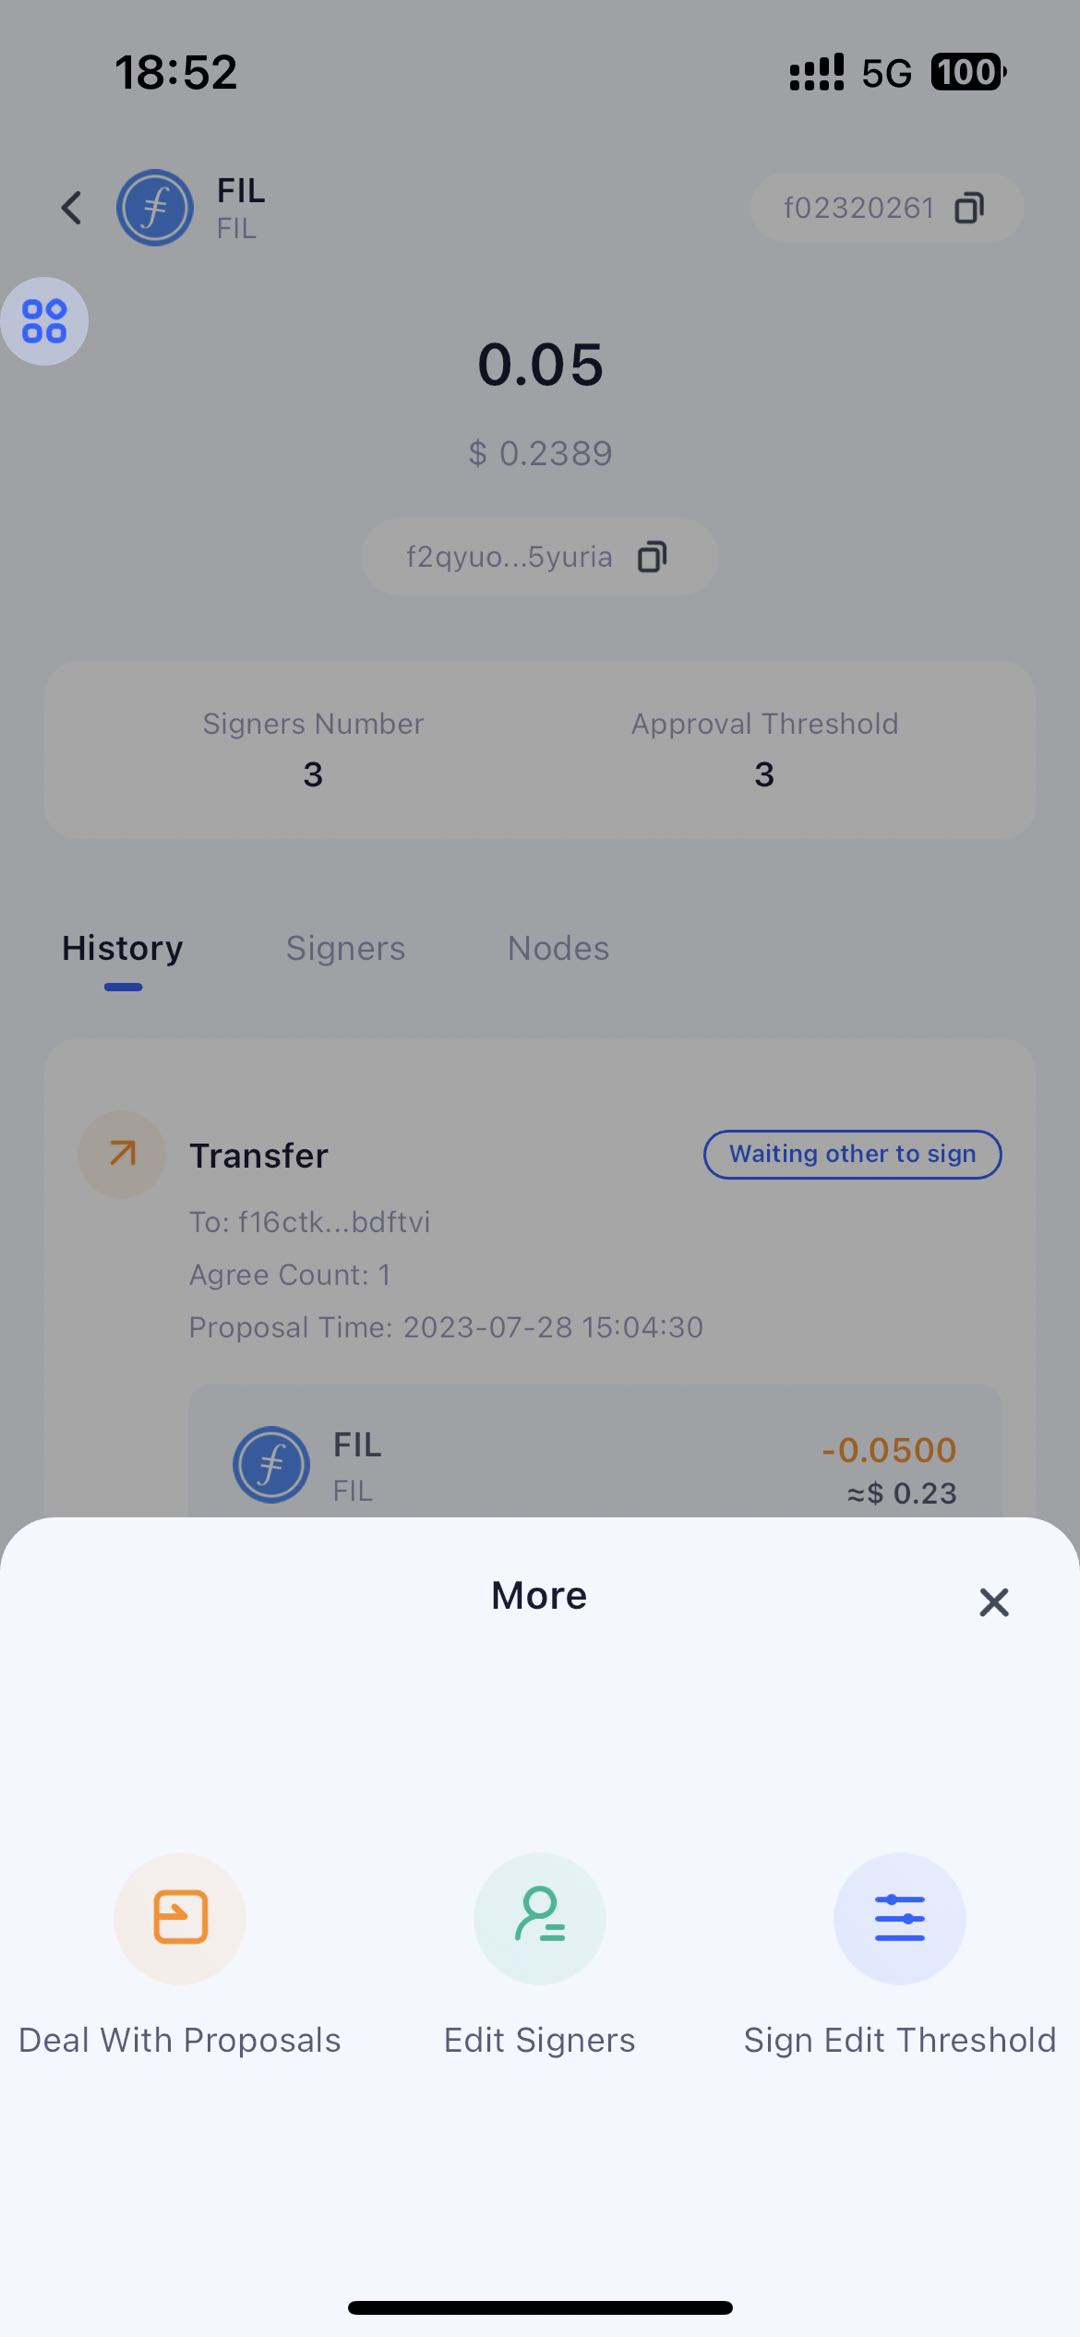 18:52
5G 100
FIL
FIL
f02320261
0.05
$ 0.2389
f2qyuo...5yuria
Signers Number
3
Approval Threshold
3
History Signers Nodes
Transfer
Waiting other to sign
To: f16ctk...bdftvi
Agree Count: 1
Proposal Time: 2023-07-28 15:04:30
FIL
FIL
-0.0500
≈$ 0.23
More
Deal With Proposals
Edit Signers
Sign Edit Threshold